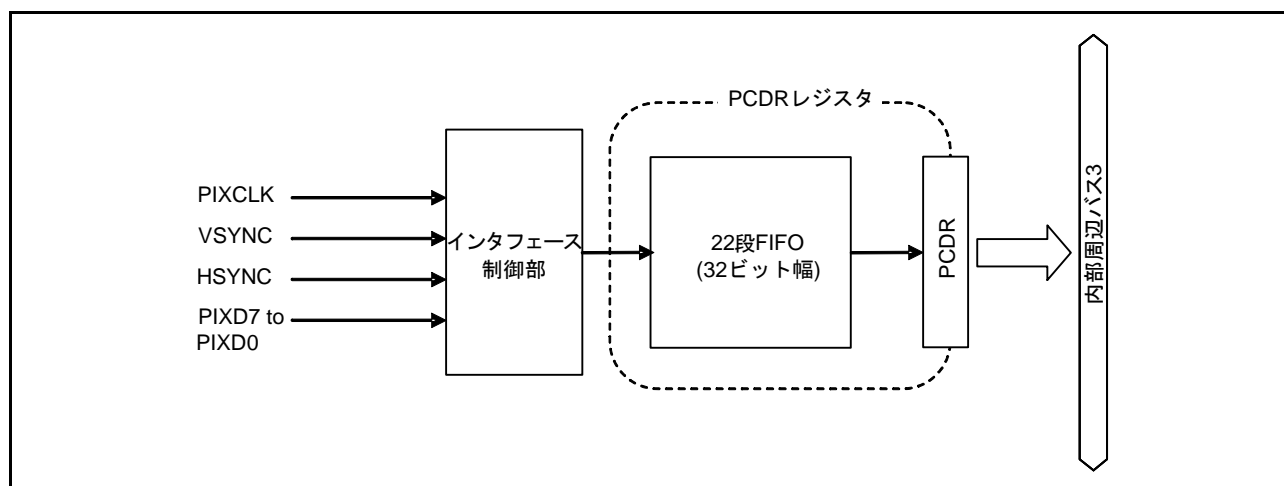 PCDRレジスタ
PIXCLK
VSYNC
HSYNC
PIXD7 to
PIXD0
インタフェース
制御部
22段FIFO
(32ビット幅)
PCDR
内部周辺バス3